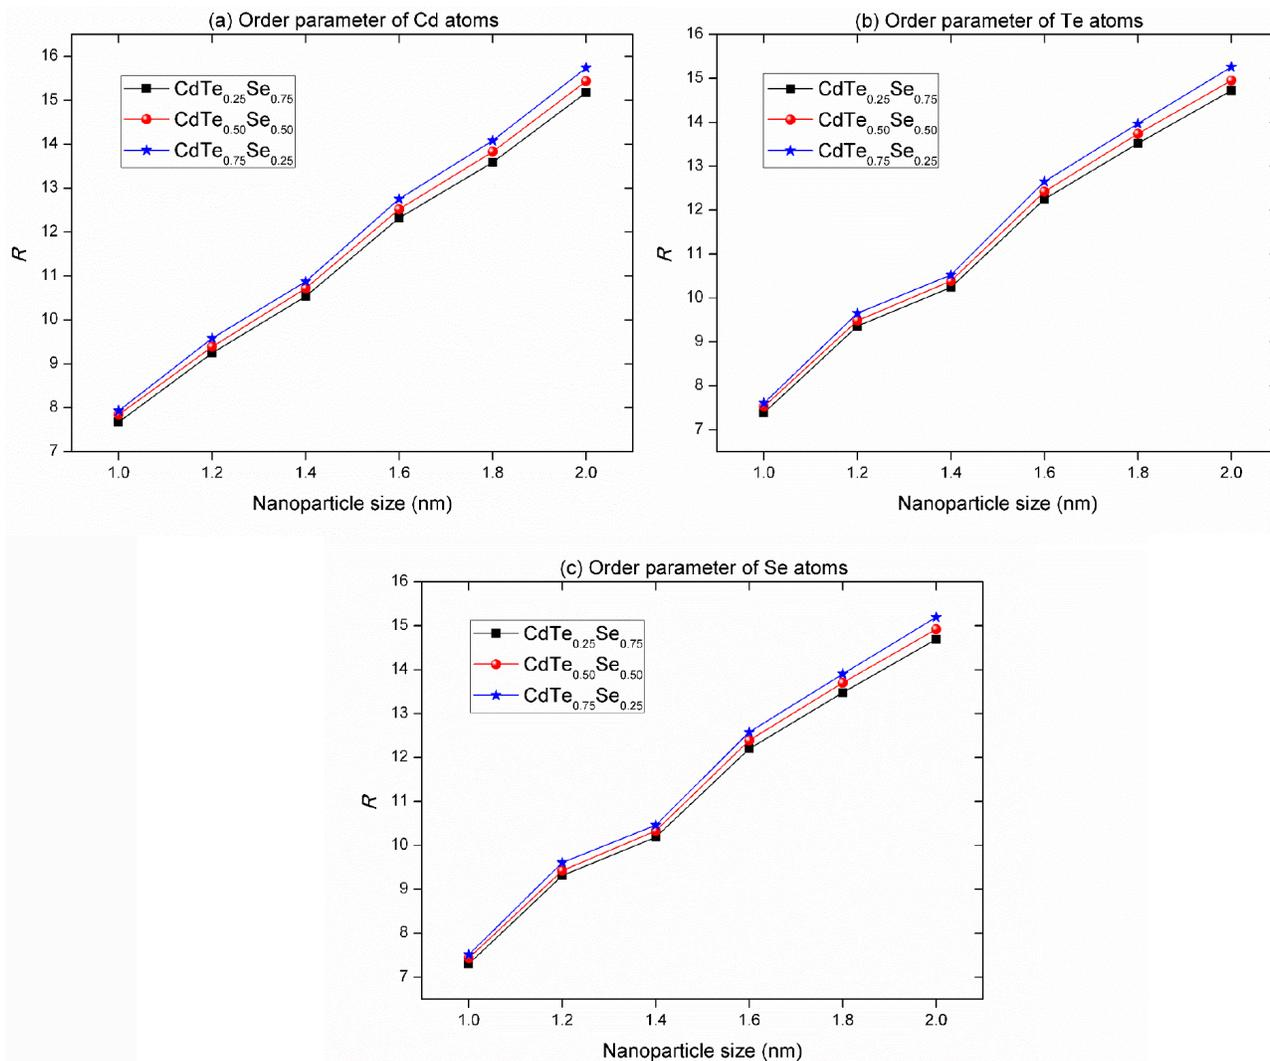 (a) Order parameter of Cd atoms
16
15
14
13
12
11
10
9
8
7
R
CdTe0.25Se0.75
CdTe0.50Se0.50
CdTe0.75Se0.25
1.0 1.2 1.4 1.6 1.8 2.0
Nanoparticle size (nm)
(b) Order parameter of Te atoms
16
15
14
13
12
11
10
9
8
7
R
CdTe0.25Se0.75
CdTe0.50Se0.50
CdTe0.75Se0.25
1.0 1.2 1.4 1.6 1.8 2.0
Nanoparticle size (nm)
(c) Order parameter of Se atoms
16
15
14
13
12
11
10
9
8
7
R
CdTe0.25Se0.75
CdTe0.50Se0.50
CdTe0.75Se0.25
1.0 1.2 1.4 1.6 1.8 2.0
Nanoparticle size (nm)